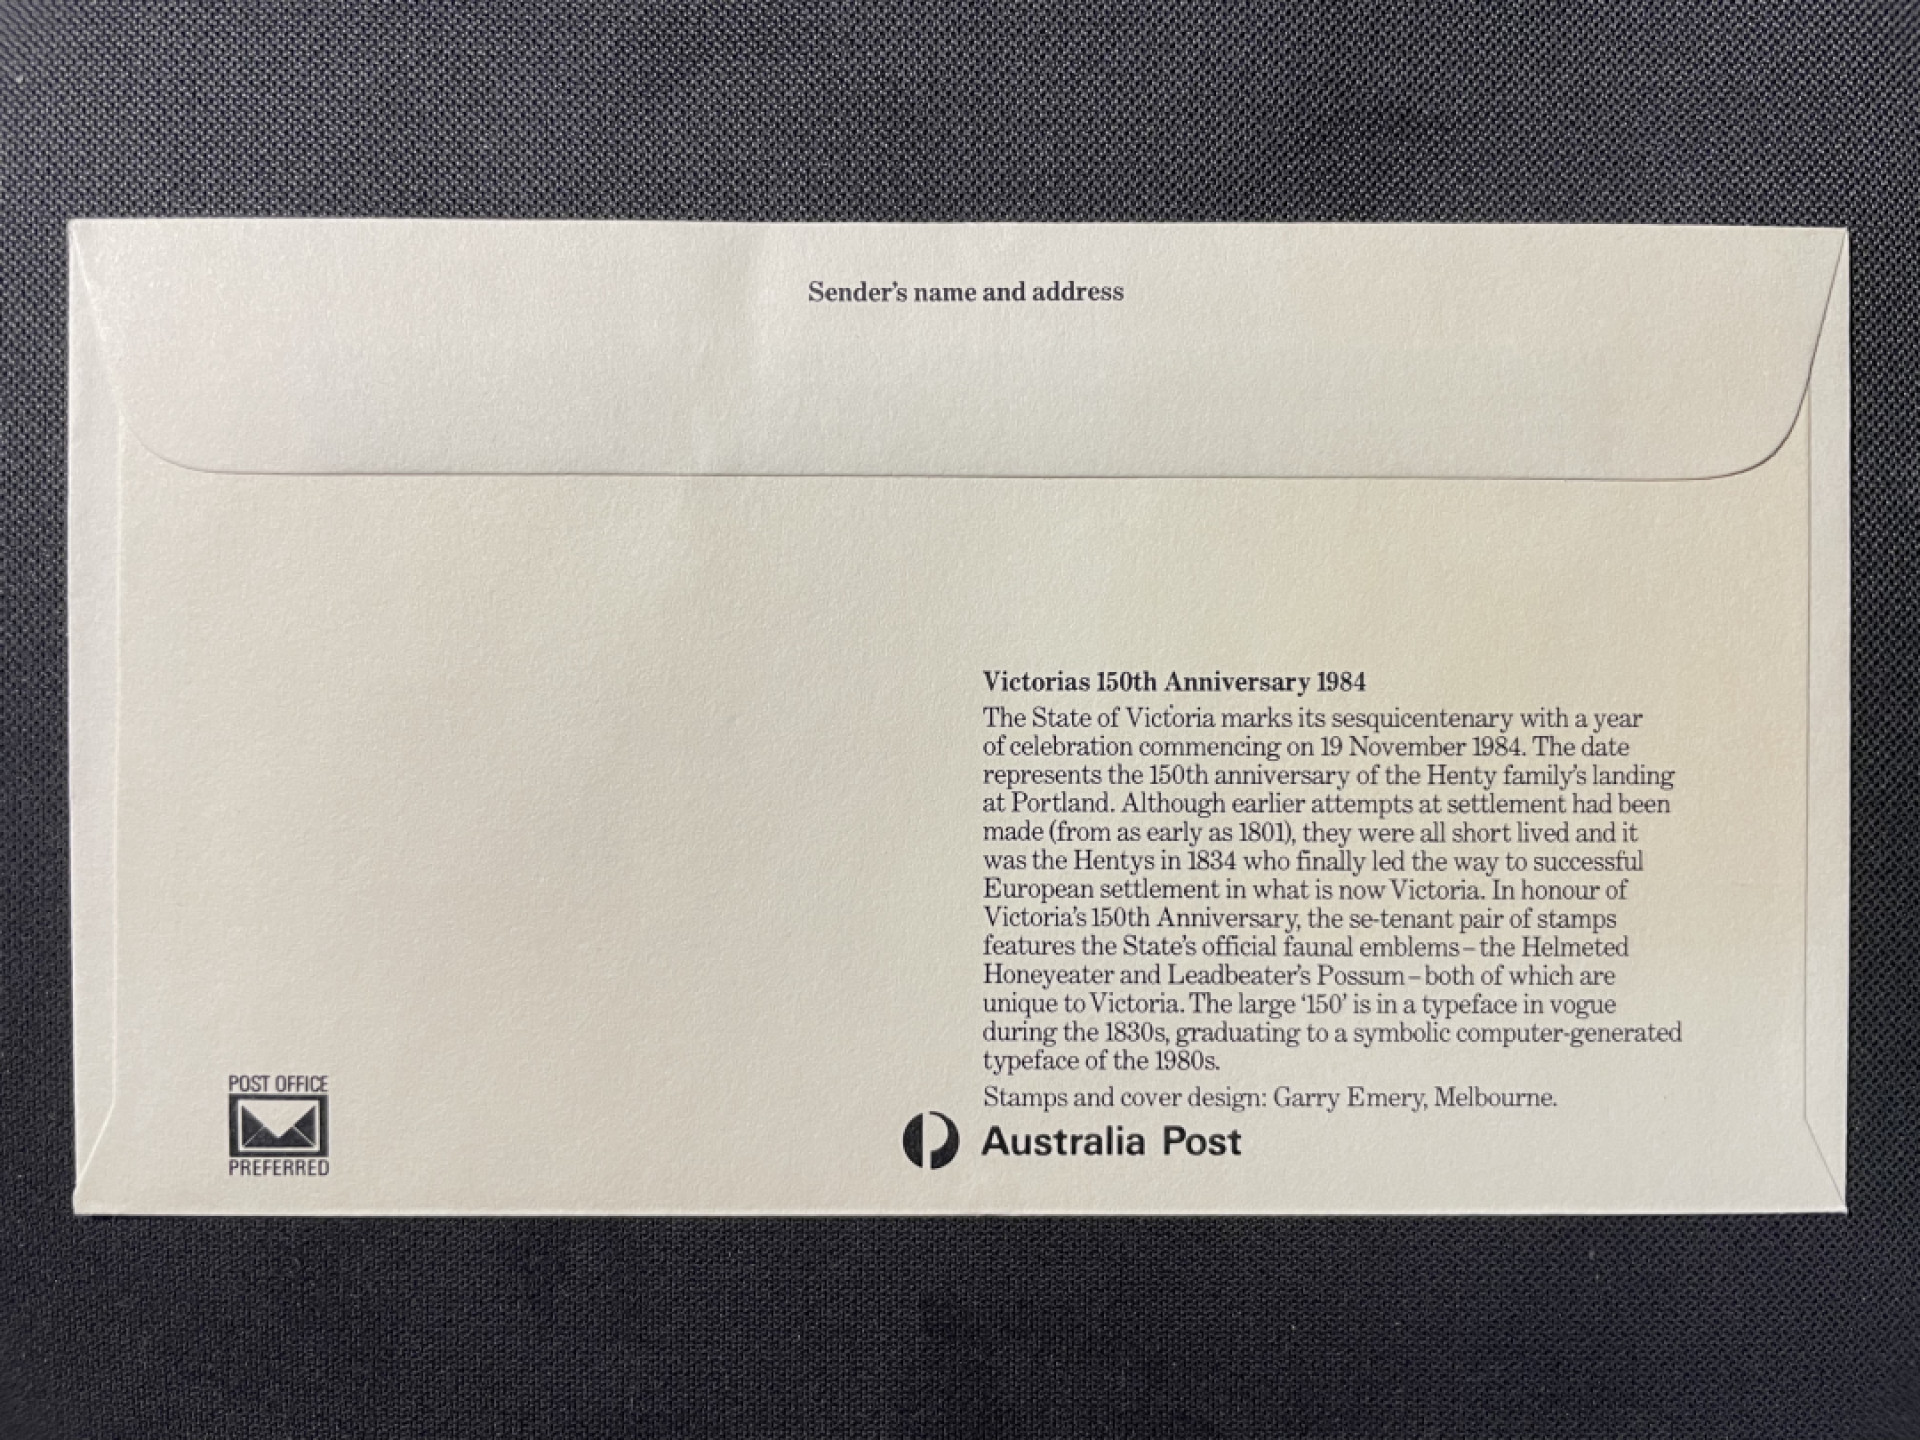 Sender's name and address
Victorias 150th Anniversary 1984
The State of Victoria marks its sesquicentenary with a year
of celebration commencing on 19 November 1984. The date
represents the 150th anniversary of the Henty family's landing
at Portland. Although earlier attempts at settlement had been
made (from as early as 1801), they were all short lived and it
was the Hentys in 1834 who finally led the way to successful
European settlement in what is now Victoria. In honour of
Victoria's 150th Anniversary, the se-tenant pair of stamps
features the State's official faunal emblems – the Helmeted
Honeyeater and Leadbeater's Possum – both of which are
unique to Victoria. The large '150' is in a typeface in vogue
during the 1830s, graduating to a symbolic computer-generated
typeface of the 1980s.
Stamps and cover design: Garry Emery, Melbourne.
Australia Post
POST OFFICE
PREFERRED